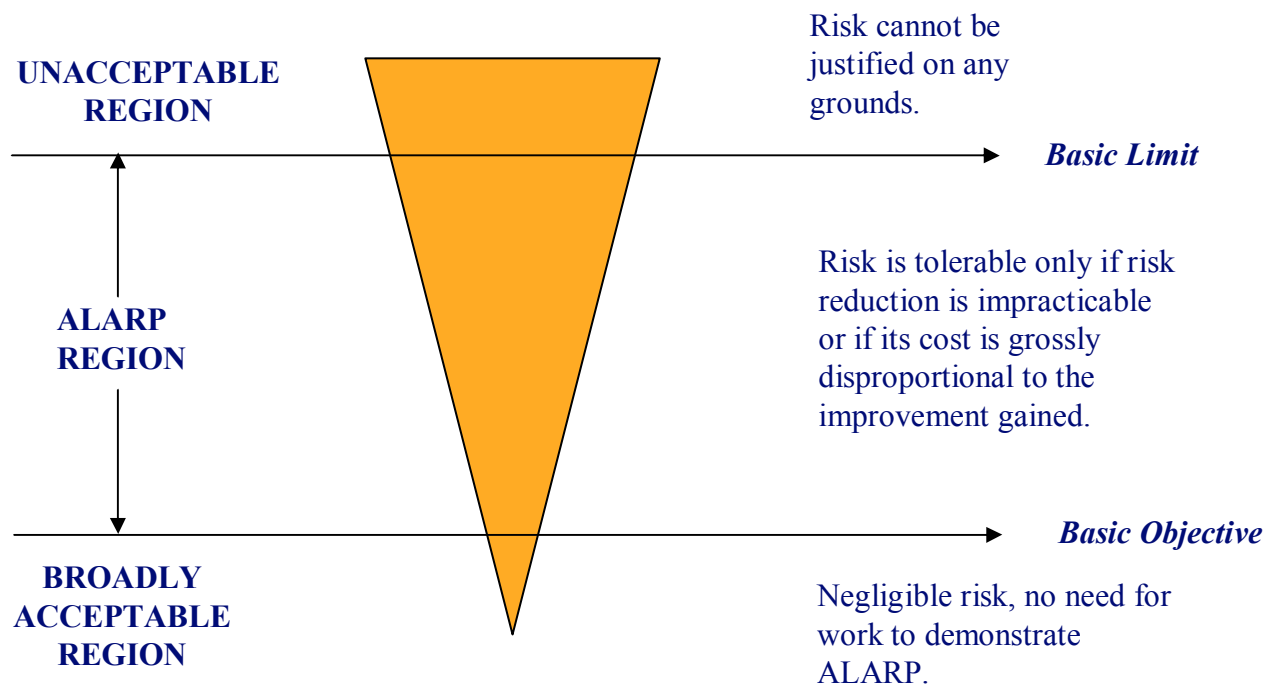 Risk cannot be
justified on any
grounds.
UNACCEPTABLE
REGION
Basic Limit
Risk is tolerable only if risk
reduction is impracticable
or if its cost is grossly
disproportional to the
improvement gained.
ALARP
REGION
Basic Objective
BROADLY
ACCEPTABLE
REGION
Negligible risk, no need for
work to demonstrate
ALARP.